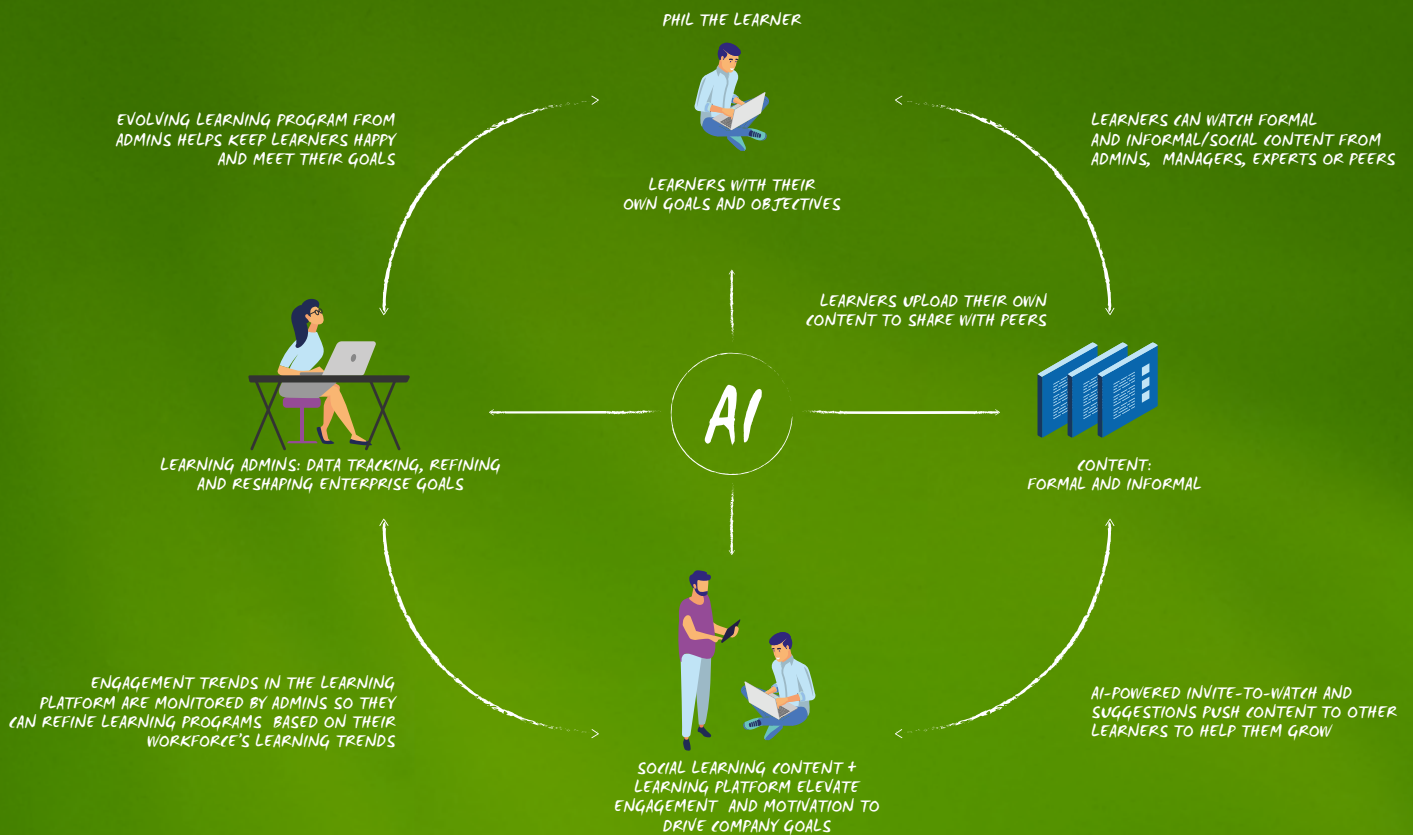 PHIL THE LEARNER
EVOLVING LEARNING PROGRAM FROM
ADMINS HELPS KEEP LEARNERS HAPPY
AND MEET THEIR GOALS
LEARNERS CAN WATCH FORMAL
AND INFORMAL/SOCIAL CONTENT FROM
ADMINS, MANAGERS, EXPERTS OR PEERS
LEARNERS WITH THEIR
OWN GOALS AND OBJECTIVES
LEARNERS UPLOAD THEIR OWN
CONTENT TO SHARE WITH PEERS
AI
LEARNING ADMINS: DATA TRACKING, REFINING
AND RESHAPING ENTERPRISE GOALS
CONTENT:
FORMAL AND INFORMAL
ENGAGEMENT TRENDS IN THE LEARNING
PLATFORM ARE MONITORED BY ADMINS SO THEY
CAN REFINE LEARNING PROGRAMS BASED ON THEIR
WORKFORCE'S LEARNING TRENDS
AI-POWERED INVITE-TO-WATCH AND
SUGGESTIONS PUSH CONTENT TO OTHER
LEARNERS TO HELP THEM GROW
SOCIAL LEARNING CONTENT +
LEARNING PLATFORM ELEVATE
ENGAGEMENT AND MOTIVATION TO
DRIVE COMPANY GOALS